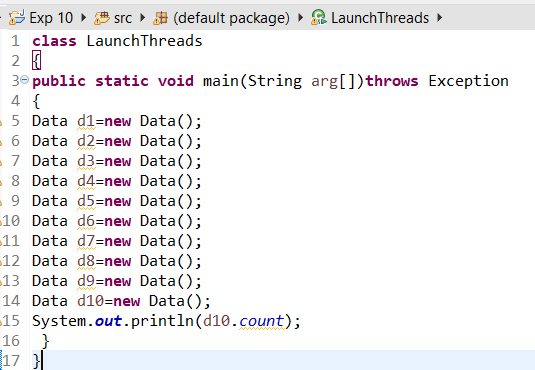 Exp 10 src (default package) LaunchThreads
1 class LaunchThreads
2 {
3 public static void main(String arg[])throws Exception
4 {
5 Data d1=new Data();
6 Data d2=new Data();
7 Data d3=new Data();
8 Data d4=new Data();
9 Data d5=new Data();
10 Data d6=new Data();
11 Data d7=new Data();
12 Data d8=new Data();
13 Data d9=new Data();
14 Data d10=new Data();
15 System.out.println(d10.count);
16 }
17 }